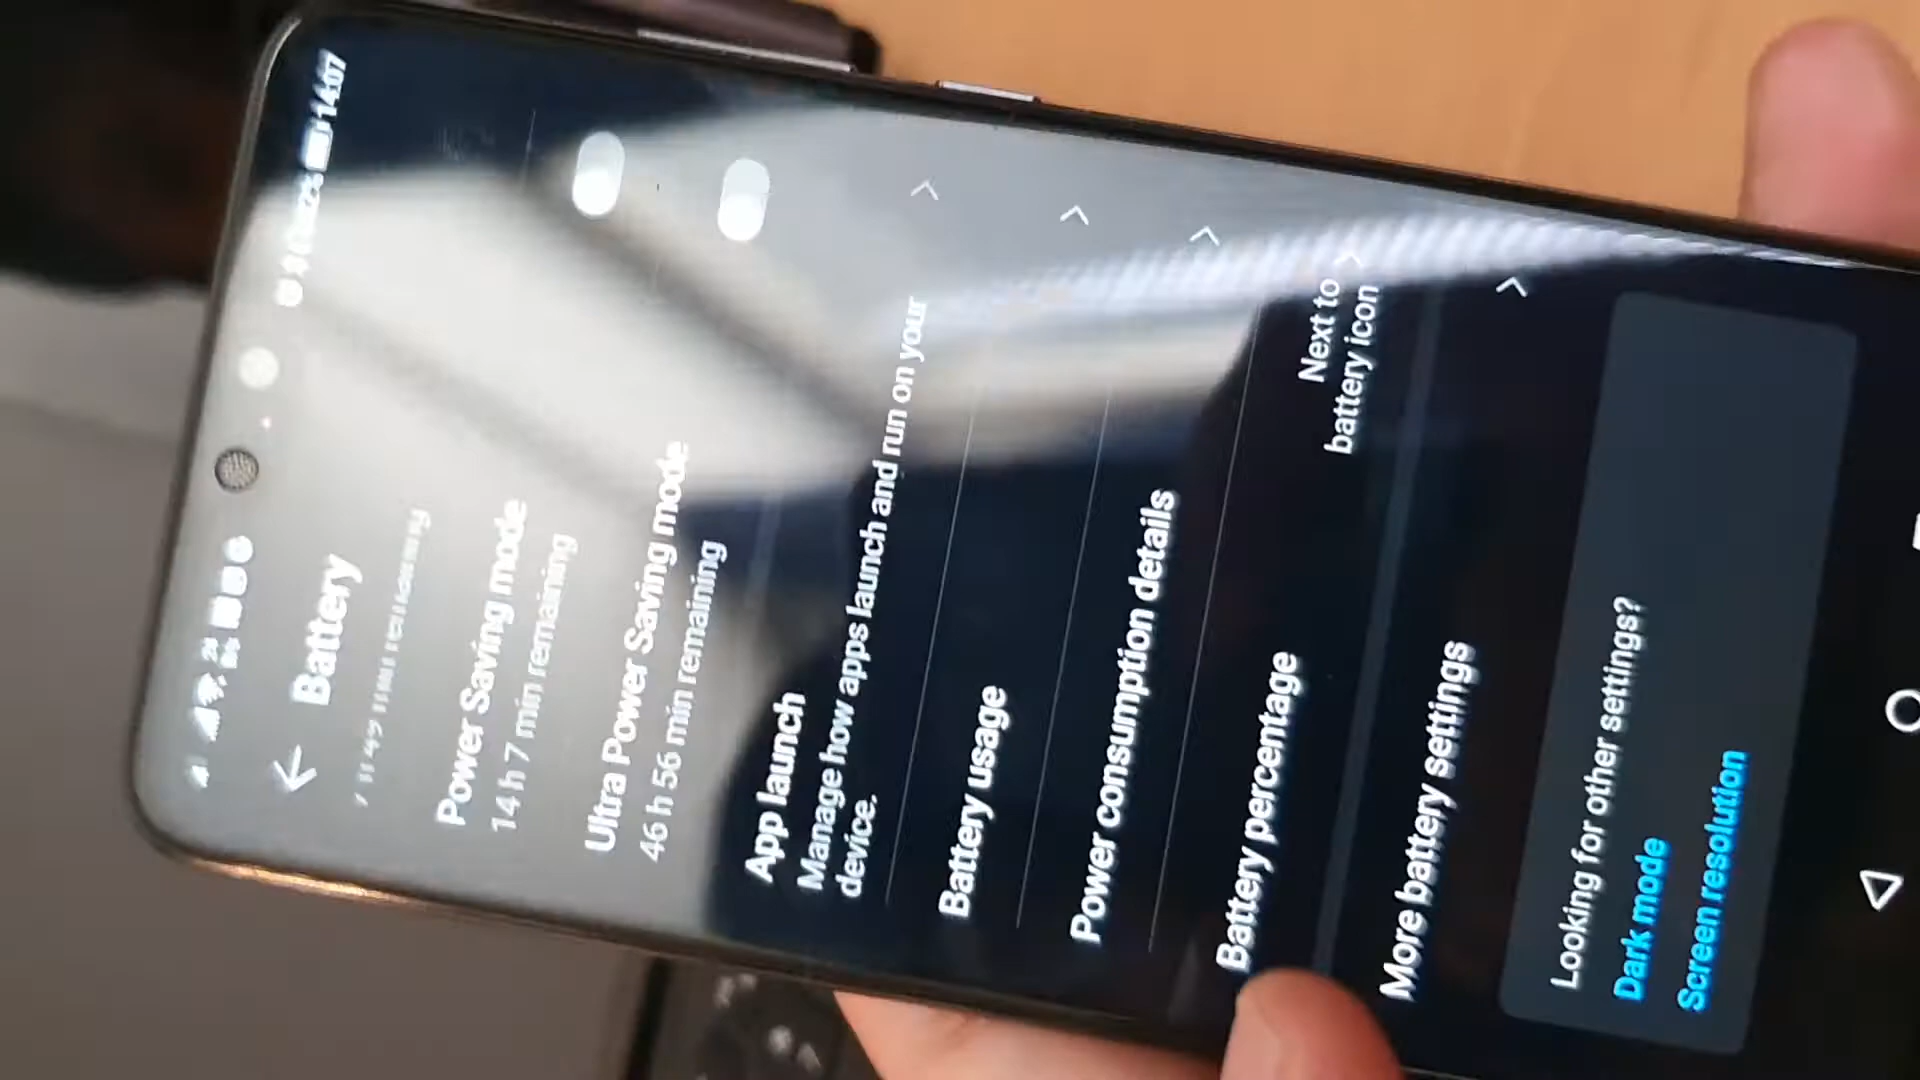 14:07
Battery
Power Saving mode
14 h 7 min remaining
Ultra Power Saving mode
46 h 56 min remaining
App launch
Manage how apps launch and run on your
device.
Battery usage
Power consumption details
Battery percentage
Next to
battery icon
More battery settings
Looking for other settings?
Dark mode
Screen resolution